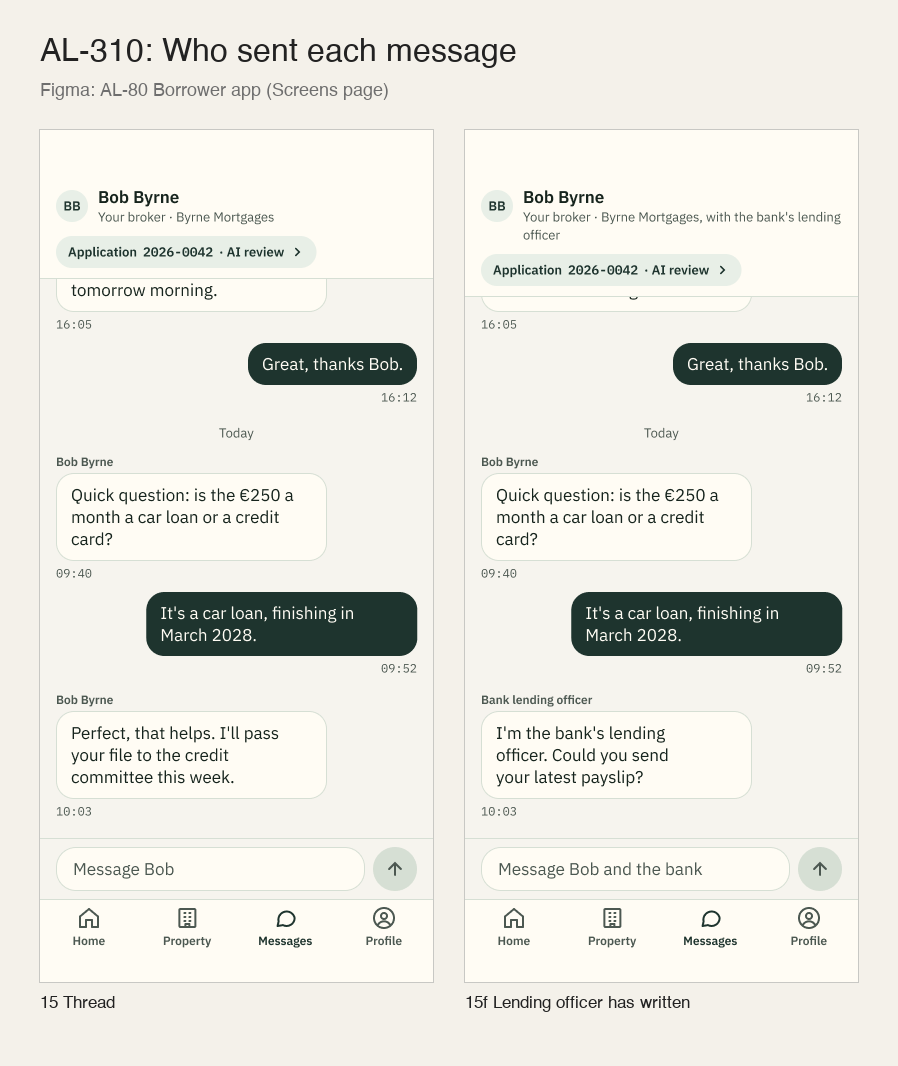 AL-310: Who sent each message
Figma: AL-80 Borrower app (Screens page)
BB
Bob Byrne
Your broker · Byrne Mortgages
Application 2026-0042 · AI review
tomorrow morning.
16:05
Great, thanks Bob.
16:12
Today
Bob Byrne
Quick question: is the €250 a
month a car loan or a credit
card?
09:40
It's a car loan, finishing in
March 2028.
09:52
Bob Byrne
Perfect, that helps. I'll pass
your file to the credit
committee this week.
10:03
Message Bob
Home
Property
Messages
Profile
15 Thread
BB
Bob Byrne
Your broker · Byrne Mortgages, with the bank's lending
officer
Application 2026-0042 · AI review
16:05
Great, thanks Bob.
16:12
Today
Bob Byrne
Quick question: is the €250 a
month a car loan or a credit
card?
09:40
It's a car loan, finishing in
March 2028.
09:52
Bank lending officer
I'm the bank's lending
officer. Could you send
your latest payslip?
10:03
Message Bob and the bank
Home
Property
Messages
Profile
15f Lending officer has written